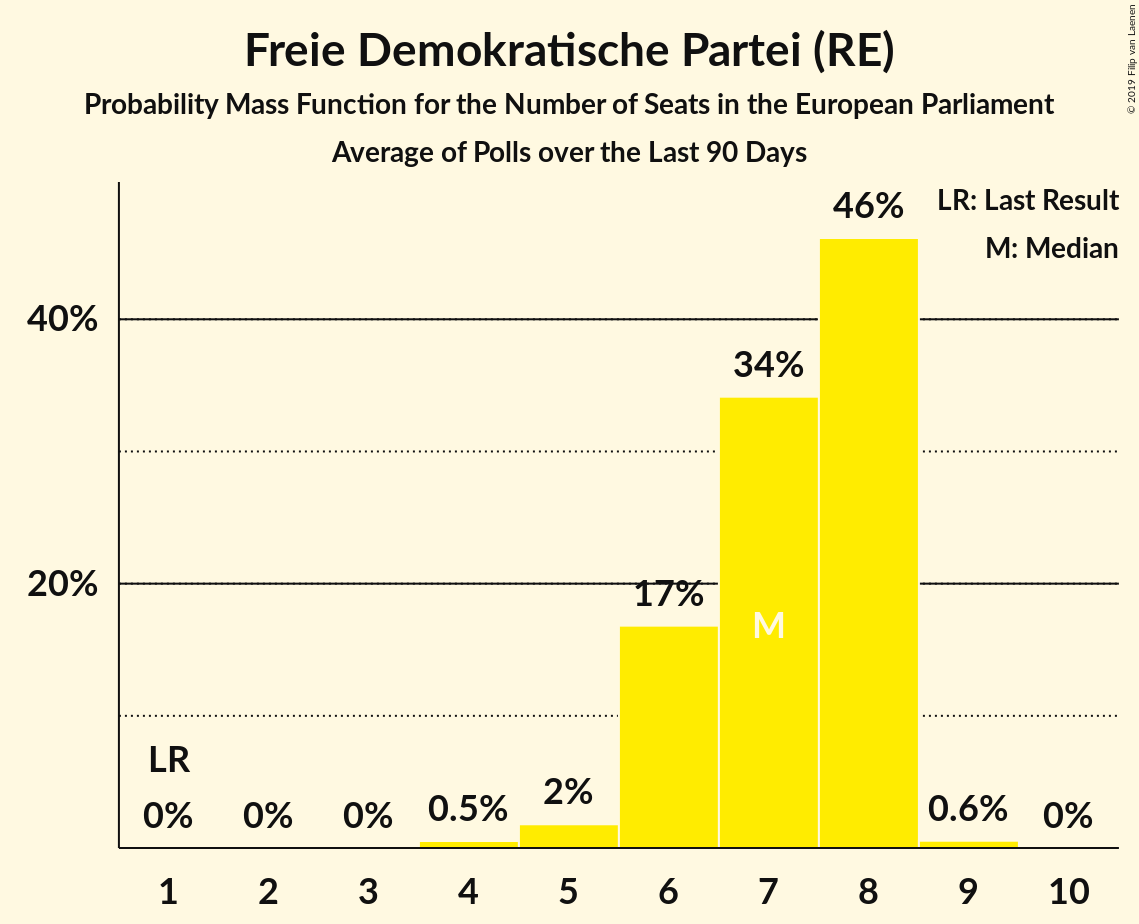 Freie Demokratische Partei (RE)
Probability Mass Function for the Number of Seats in the European Parliament
Average of Polls over the Last 90 Days
© 2019 Filip van Laenen
LR: Last Result
M: Median
46%
40%
34%
20%
17%
M
LR
0%
0%
0%
0.5%
2%
0.6%
0%
1 2 3 4 5 6 7 8 9 10